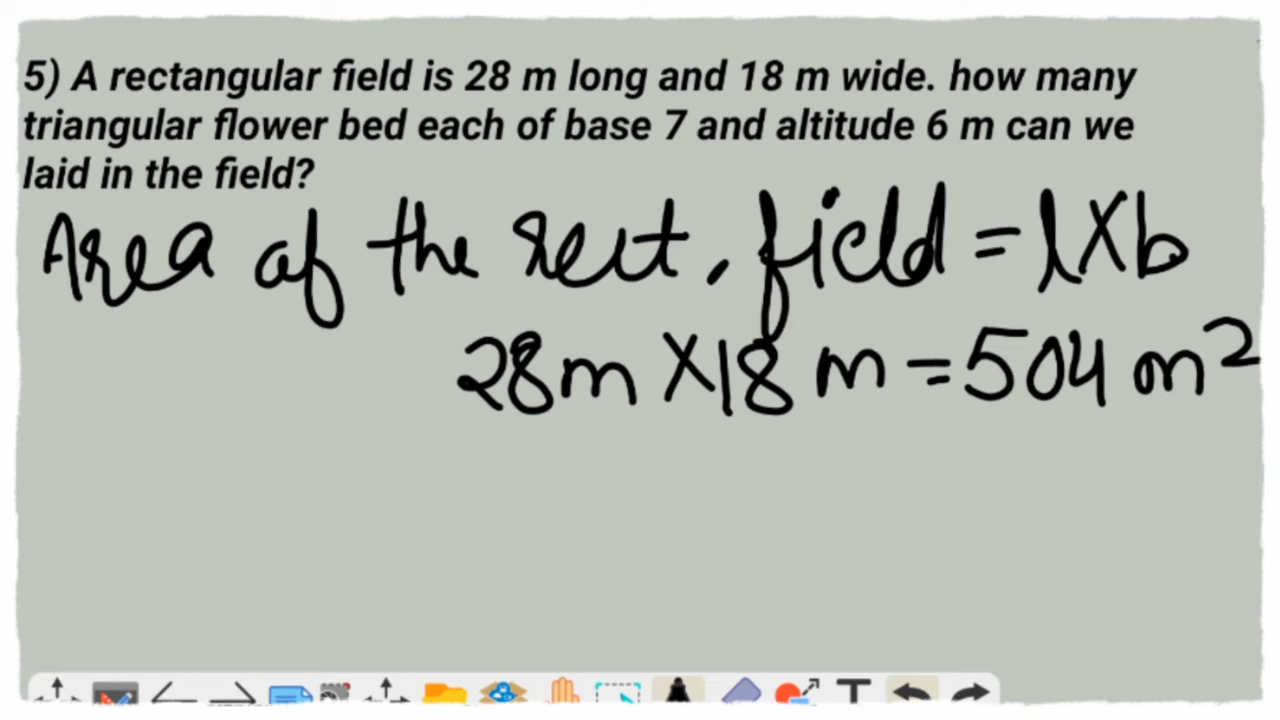 5) A rectangular field is 28 m long and 18 m wide. how many
triangular flower bed each of base 7 and altitude 6 m can we
laid in the field?
Area of the rect. field = l×b
28m ×18 m = 504 m²
T